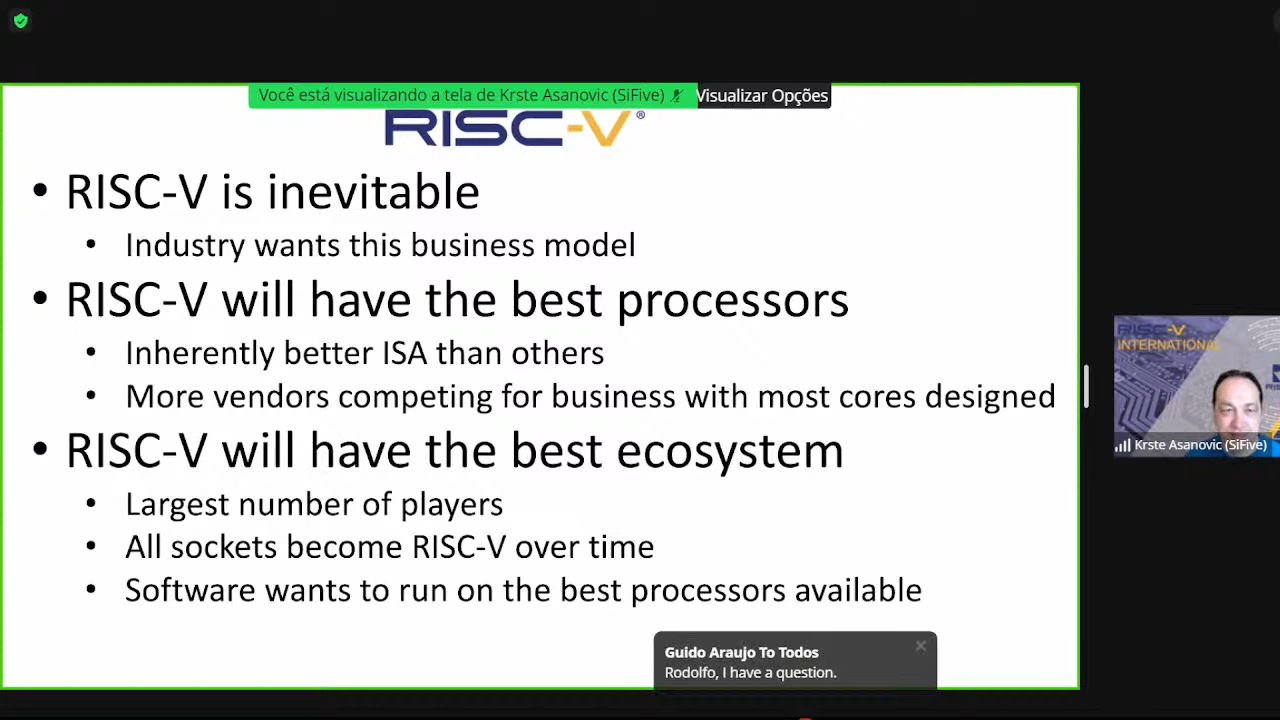 Você está visualizando a tela de Krste Asanovic (SiFive)
Visualizar Opções
RISC-V®
• RISC-V is inevitable
• Industry wants this business model
• RISC-V will have the best processors
• Inherently better ISA than others
• More vendors competing for business with most cores designed
• RISC-V will have the best ecosystem
• Largest number of players
• All sockets become RISC-V over time
• Software wants to run on the best processors available
RISC-V
INTERNATIONAL
Krste Asanovic (SiFive)
Guido Araujo To Todos
Rodolfo, I have a question.